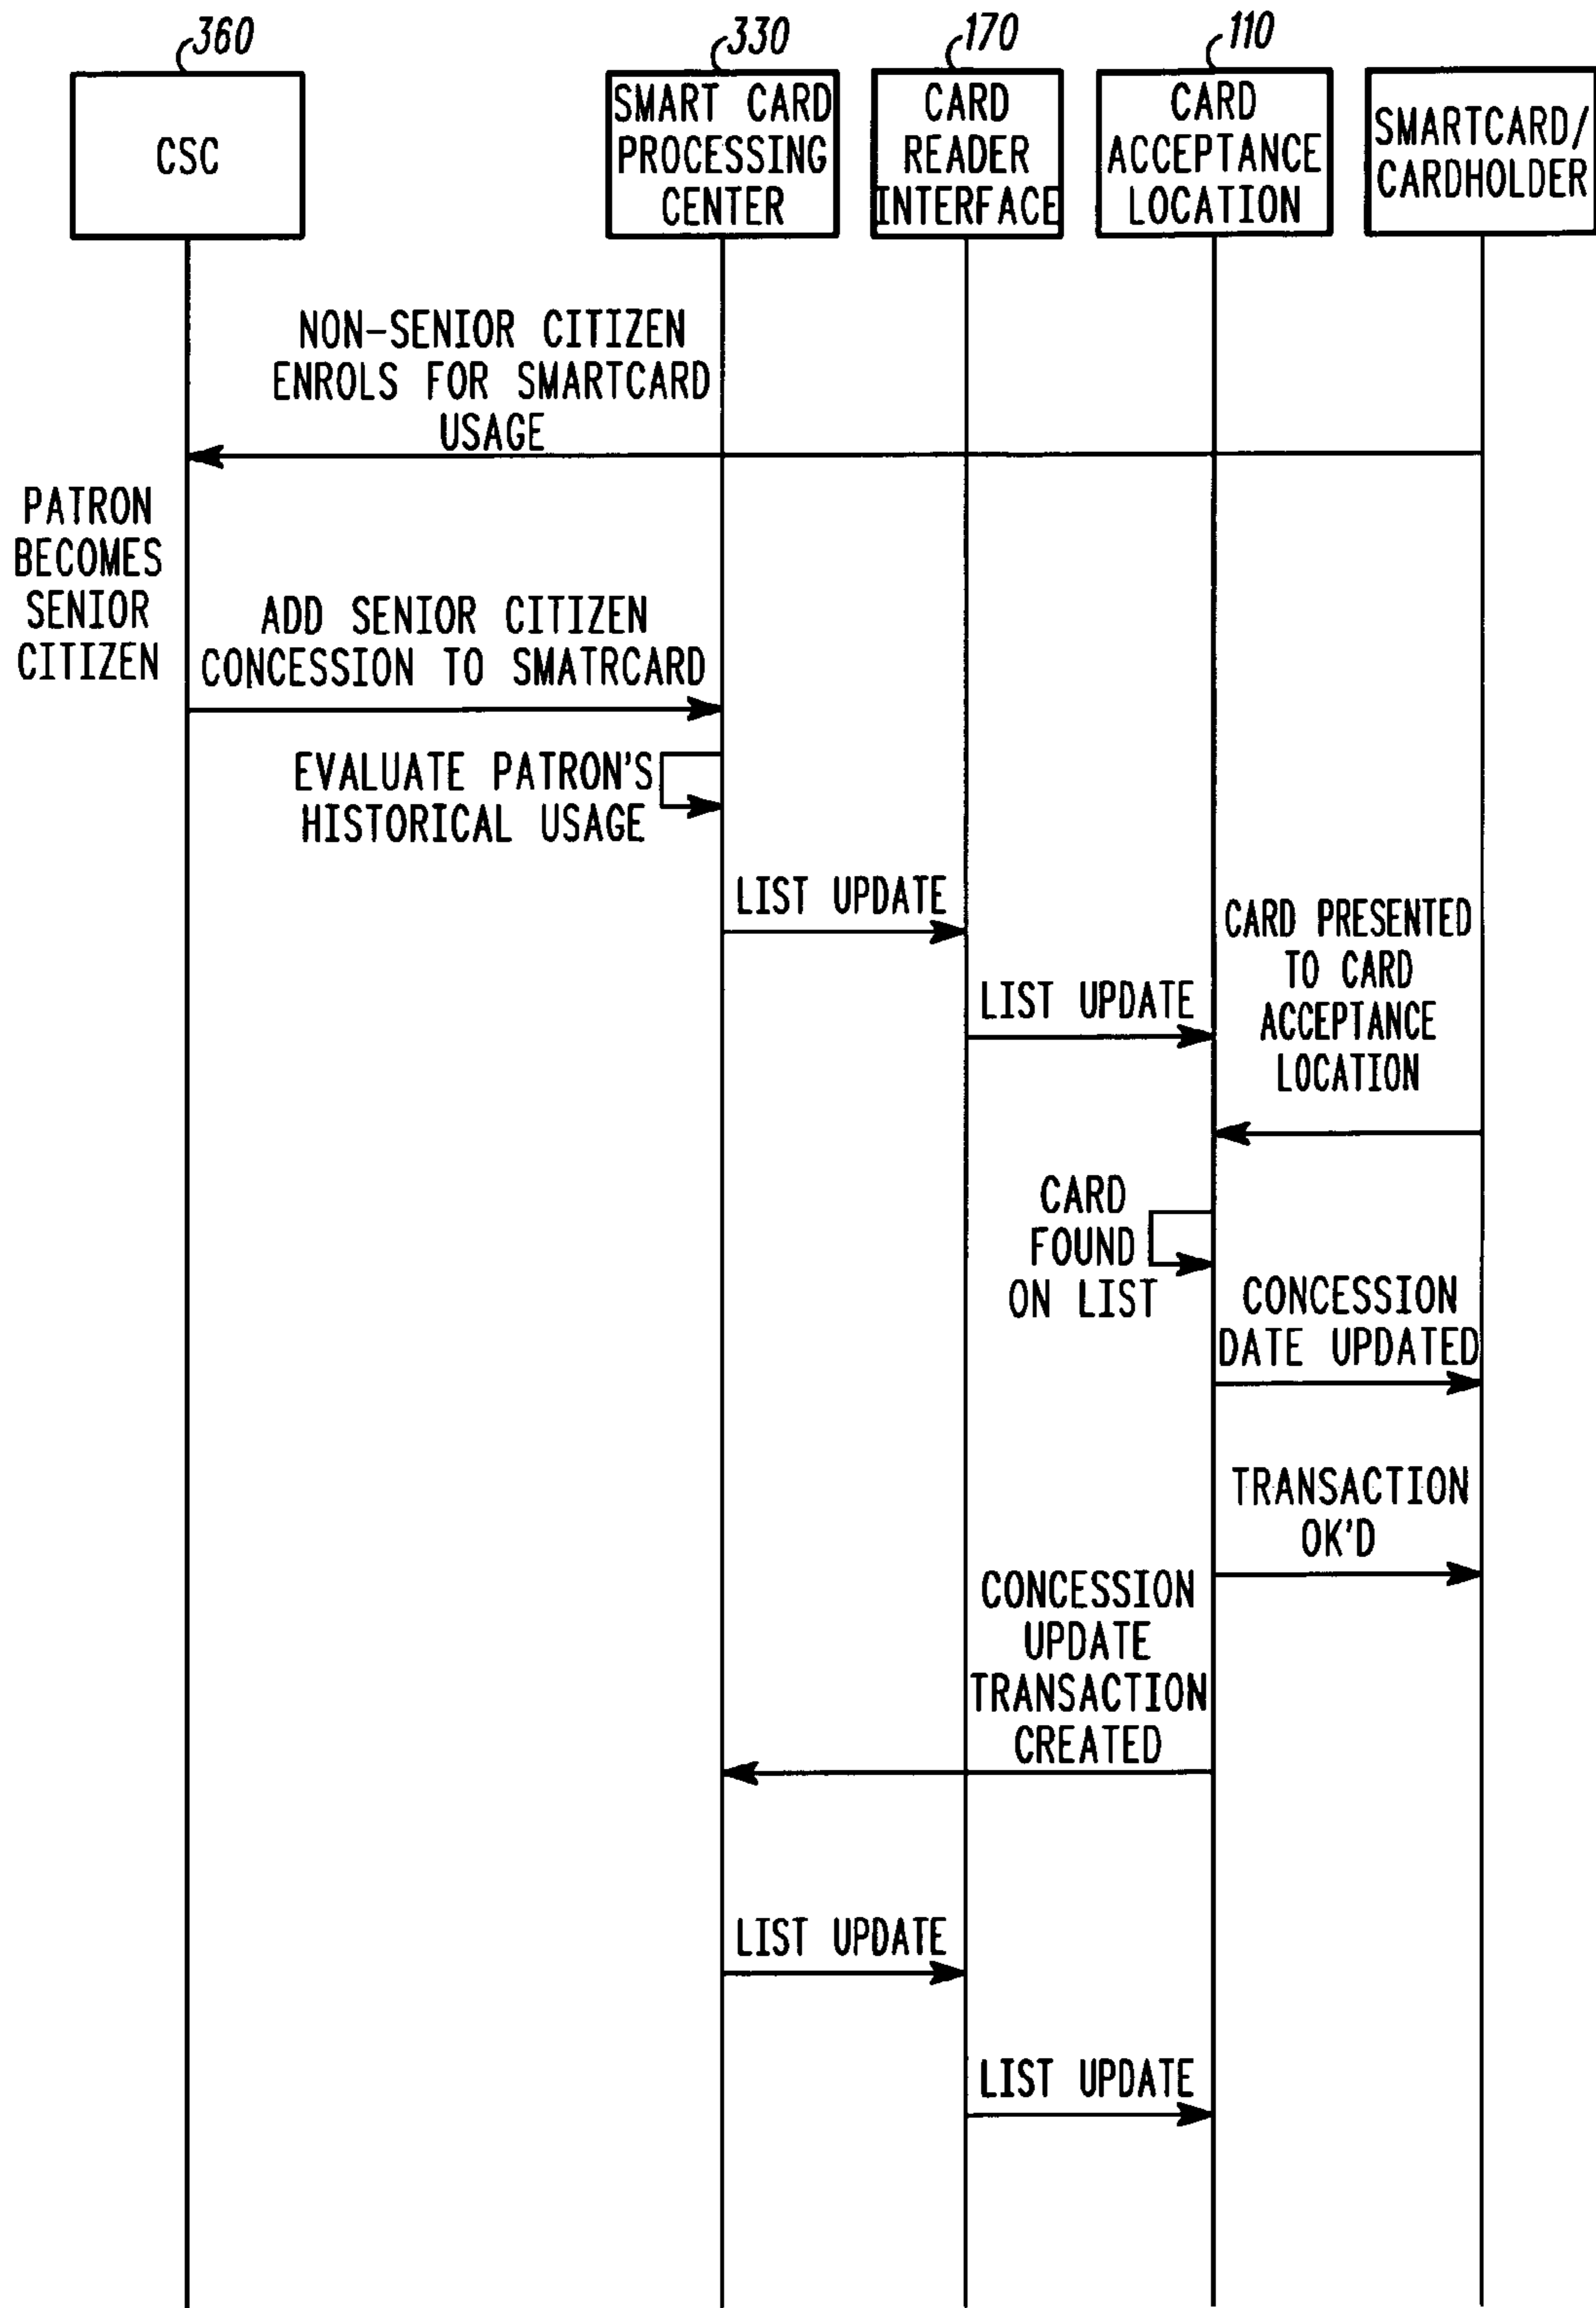 360
330
170
110
CSC
SMART CARD
PROCESSING
CENTER
CARD
READER
INTERFACE
CARD
ACCEPTANCE
LOCATION
SMARTCARD/
CARDHOLDER
NON-SENIOR CITIZEN
ENROLS FOR SMARTCARD
USAGE
PATRON
BECOMES
SENIOR
CITIZEN
ADD SENIOR CITIZEN
CONCESSION TO SMATRCARD
EVALUATE PATRON'S
HISTORICAL USAGE
LIST UPDATE
LIST UPDATE
CARD PRESENTED
TO CARD
ACCEPTANCE
LOCATION
CARD
FOUND
ON LIST
CONCESSION
DATE UPDATED
TRANSACTION
OK'D
CONCESSION
UPDATE
TRANSACTION
CREATED
LIST UPDATE
LIST UPDATE